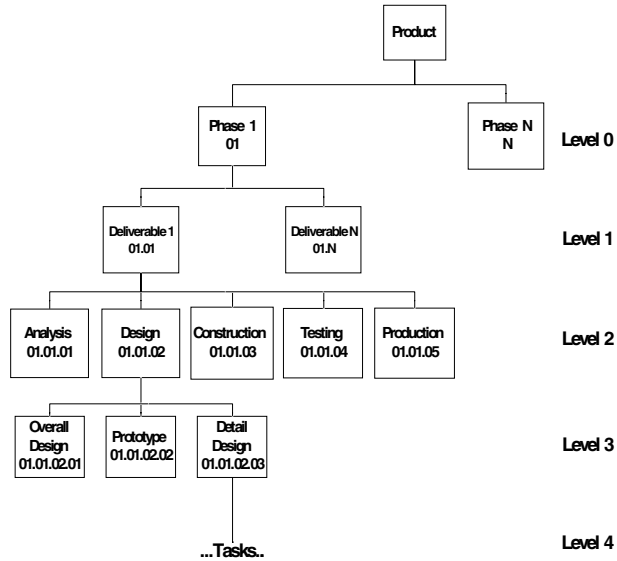 Product
Phase 1
01
Phase N
N
Level 0
Deliverable 1
01.01
Deliverable N
01.N
Level 1
Analysis
01.01.01
Design
01.01.02
Construction
01.01.03
Testing
01.01.04
Production
01.01.05
Level 2
Overall
Design
01.01.02.01
Prototype
01.01.02.02
Detail
Design
01.01.02.03
Level 3
...Tasks..
Level 4